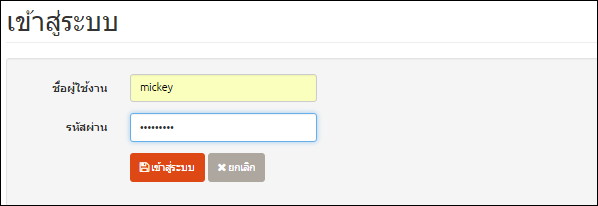 เข้าสู่ระบบ
ชื่อผู้ใช้งาน mickey
รหัสผ่าน •••••••••
เข้าสู่ระบบ ยกเลิก